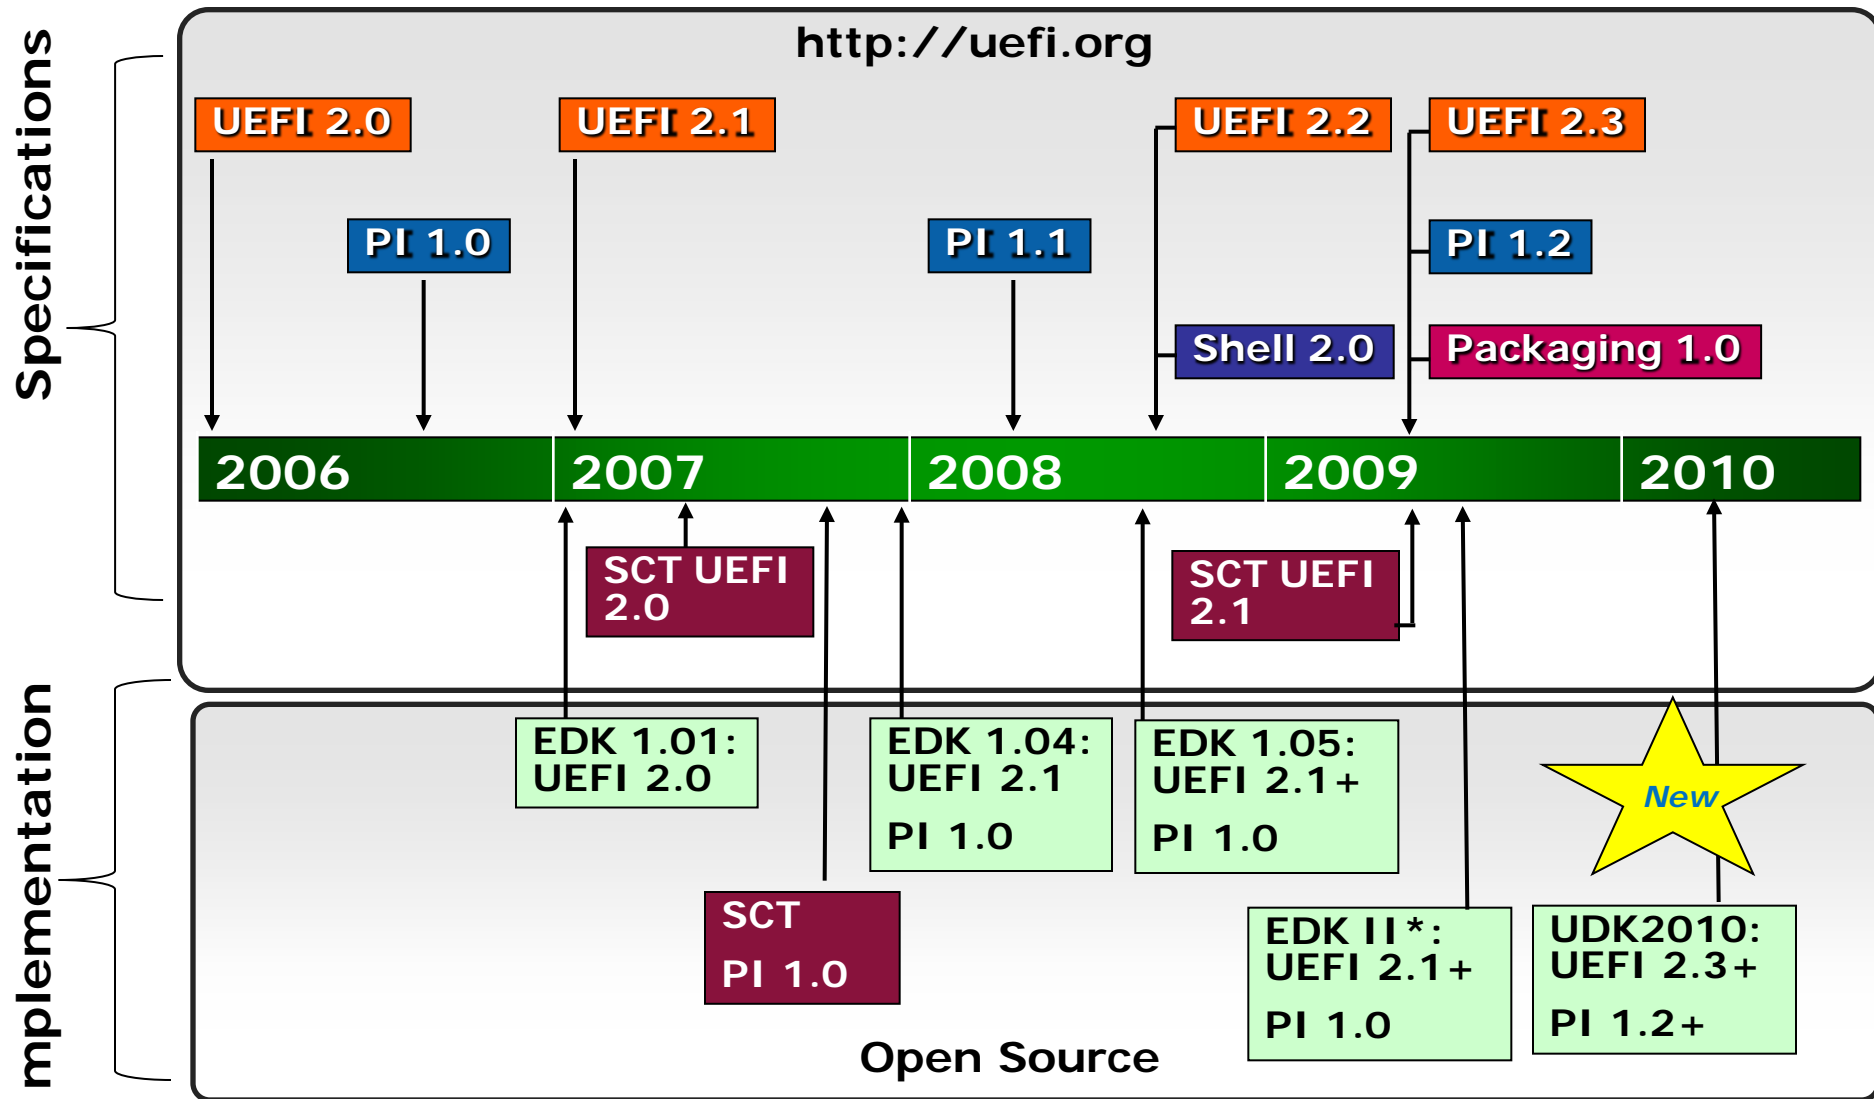 http://uefi.org
Specifications
UEFI 2.0
UEFI 2.1
UEFI 2.2
UEFI 2.3
PI 1.0
PI 1.1
PI 1.2
Shell 2.0
Packaging 1.0
2006
2007
2008
2009
2010
SCT UEFI
2.0
SCT UEFI
2.1
mplementation
EDK 1.01:
UEFI 2.0
EDK 1.04:
UEFI 2.1
PI 1.0
EDK 1.05:
UEFI 2.1+
PI 1.0
New
SCT
PI 1.0
EDK II*:
UEFI 2.1+
PI 1.0
UDK2010:
UEFI 2.3+
PI 1.2+
Open Source